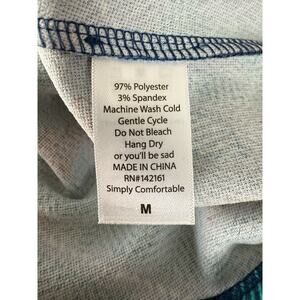 97% Polyester
3% Spandex
Machine Wash Cold
Gentle Cycle
Do Not Bleach
Hang Dry
or you'll be sad
MADE IN CHINA
RN#142161
Simply Comfortable
M